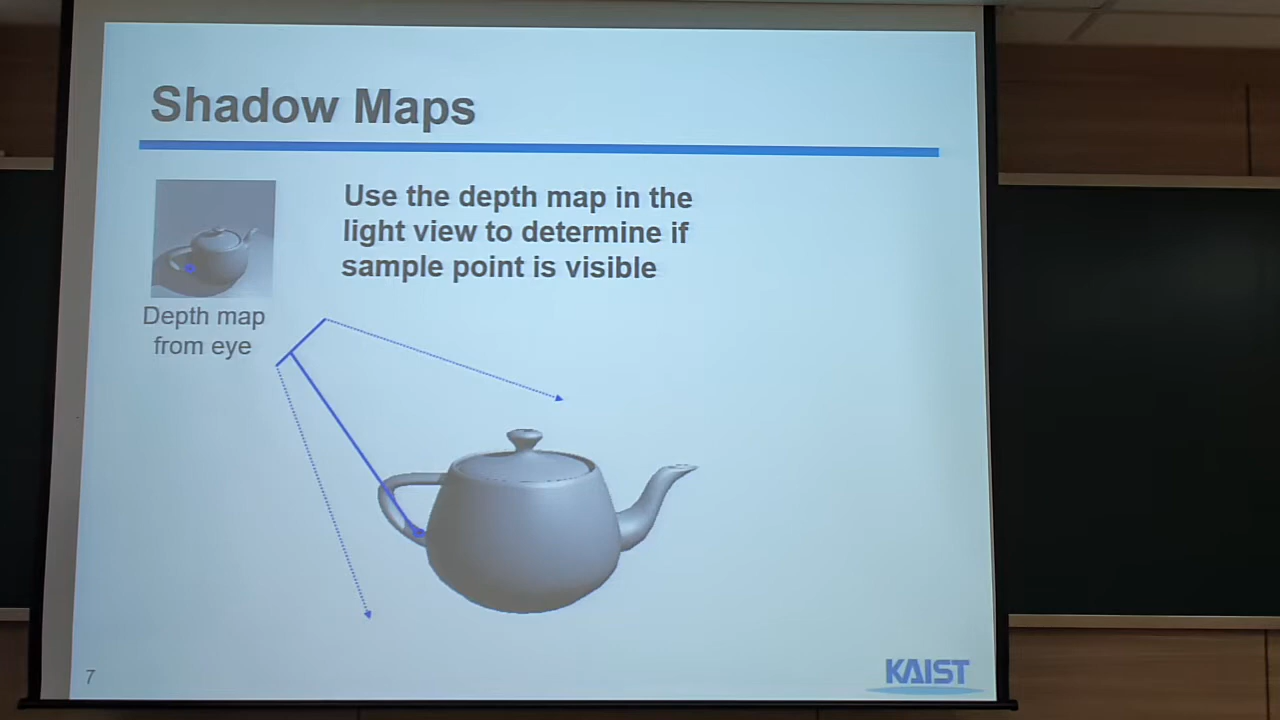 Shadow Maps
Use the depth map in the
light view to determine if
sample point is visible
Depth map
from eye
7
KAIST